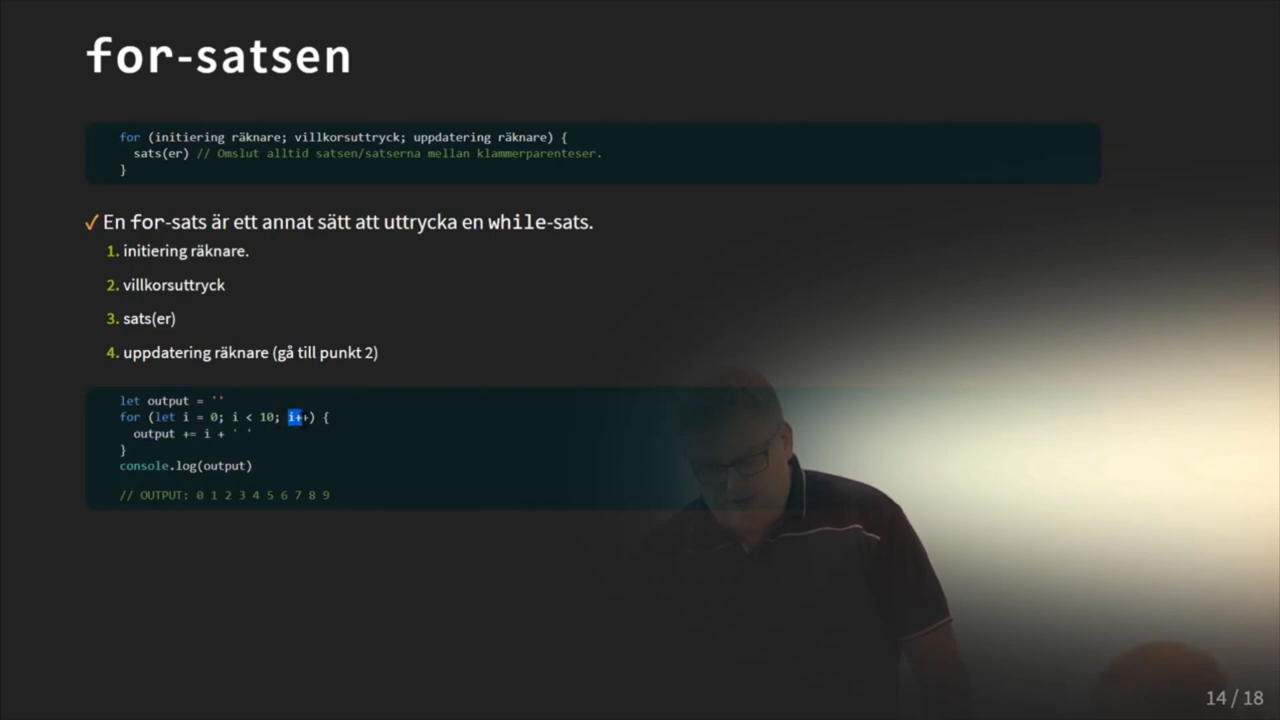 for-satsen
for (initiering räknare; villkorsuttryck; uppdatering räknare) {
sats(er) // Omslut alltid satsen/satserna mellan klammerparenteser.
}
✓ En for-sats är ett annat sätt att uttrycka en while-sats.
1. initiering räknare.
2. villkorsuttryck
3. sats(er)
4. uppdatering räknare (gå till punkt 2)
let output = ''
for (let i = 0; i < 10; i++) {
output += i + ' '
}
console.log(output)
// OUTPUT: 0 1 2 3 4 5 6 7 8 9
14 / 18